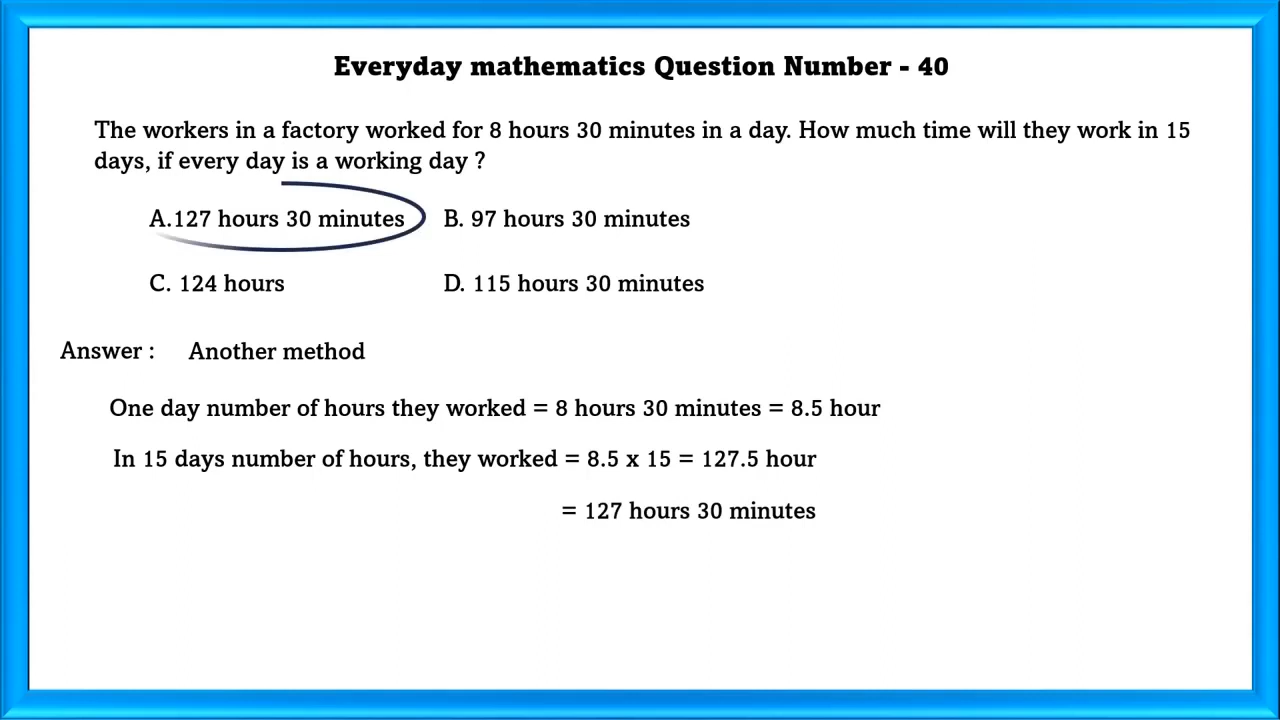 Everyday mathematics Question Number - 40
The workers in a factory worked for 8 hours 30 minutes in a day. How much time will they work in 15
days, if every day is a working day ?
A.127 hours 30 minutes B. 97 hours 30 minutes
C. 124 hours D. 115 hours 30 minutes
Answer : Another method
One day number of hours they worked = 8 hours 30 minutes = 8.5 hour
In 15 days number of hours, they worked = 8.5 x 15 = 127.5 hour
= 127 hours 30 minutes